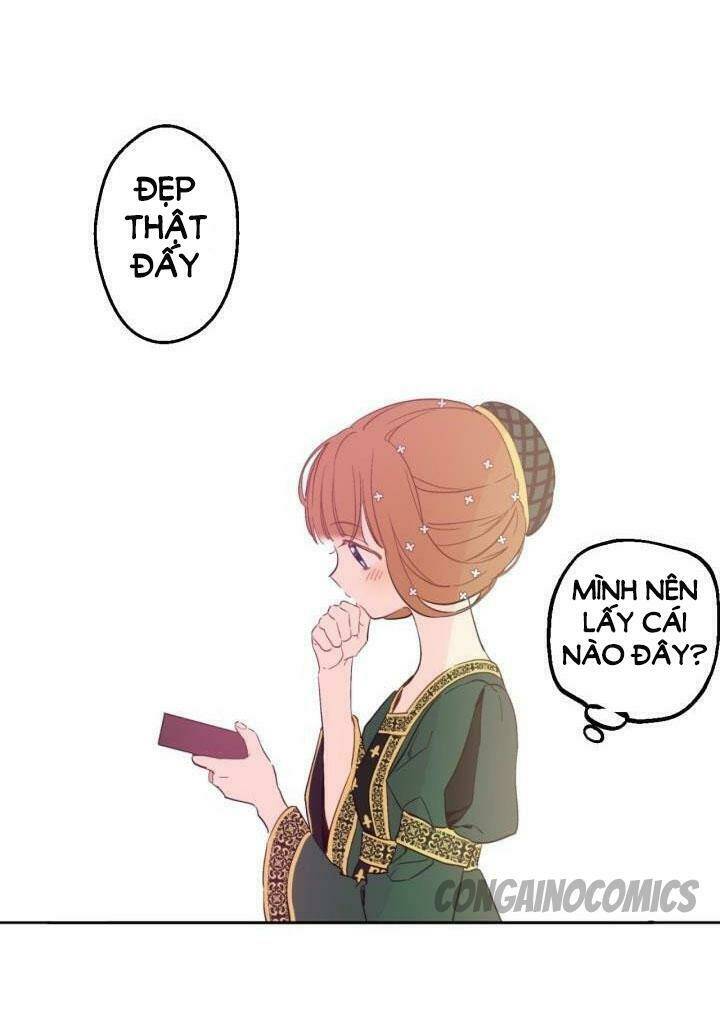 ĐẸP
THẬT
ĐẤY
MÌNH NÊN
LẤY CÁI
NÀO ĐÂY?
CONGAINOCOMICS